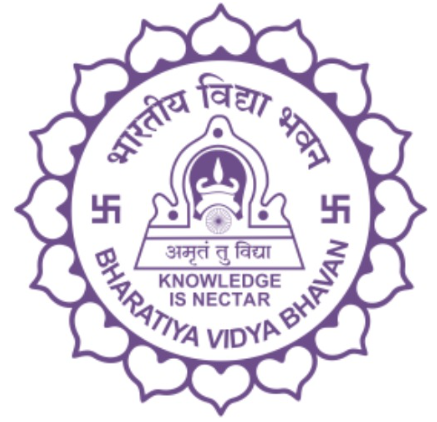 भारतीय विद्या भवन
अमृतं तु विद्या
KNOWLEDGE
IS NECTAR
BHARATIYA VIDYA BHAVAN